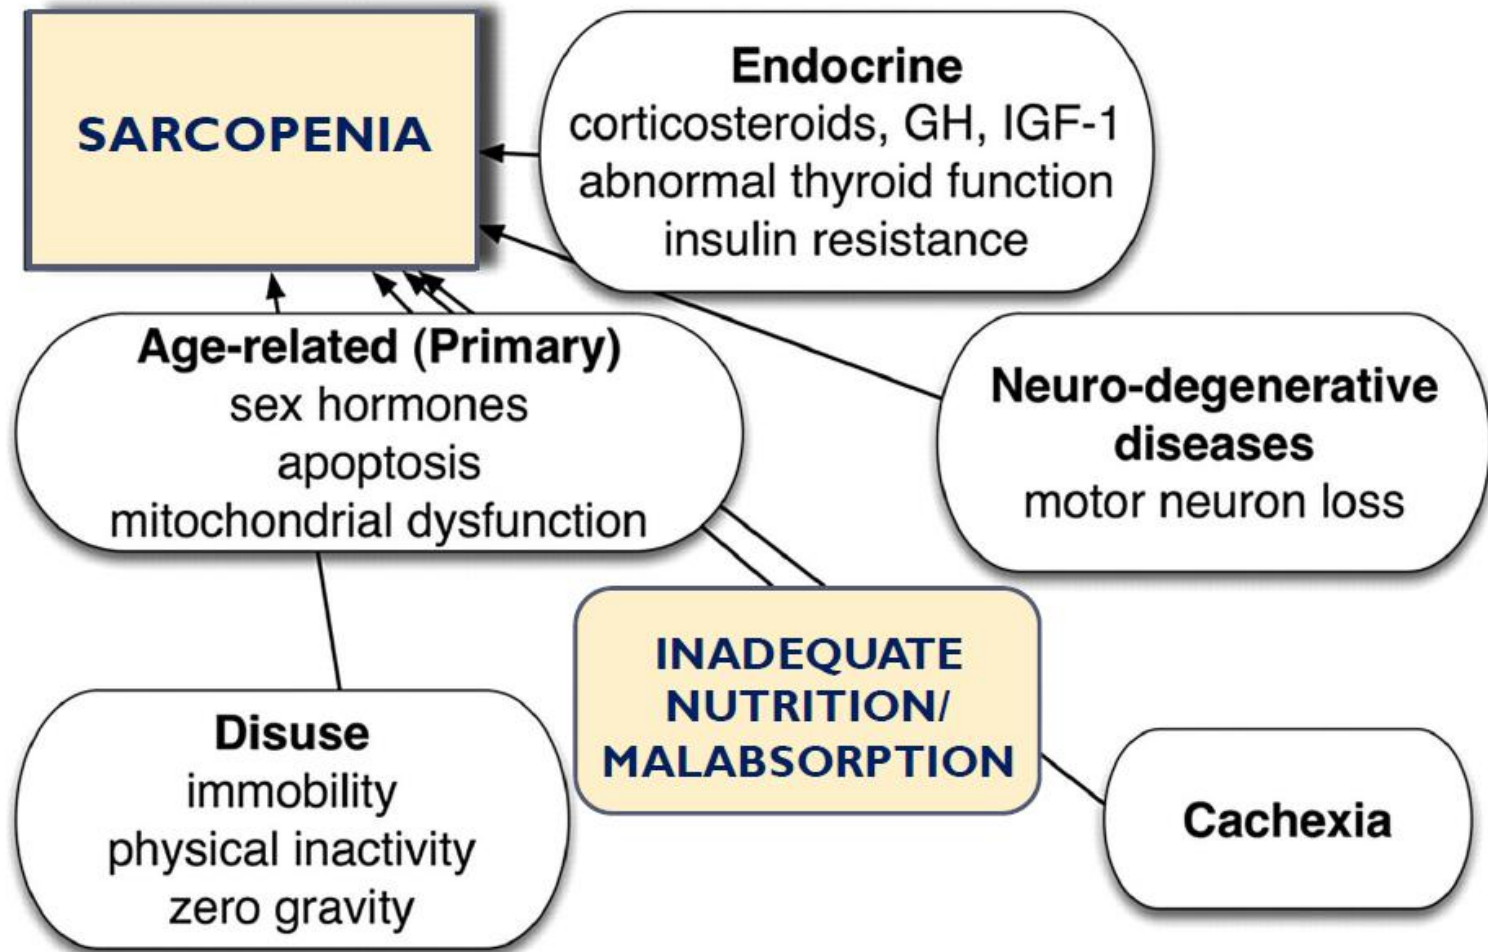 SARCOPENIA
Endocrine
corticosteroids, GH, IGF-1
abnormal thyroid function
insulin resistance
Age-related (Primary)
sex hormones
apoptosis
mitochondrial dysfunction
Neuro-degenerative
diseases
motor neuron loss
INADEQUATE
NUTRITION/
MALABSORPTION
Disuse
immobility
physical inactivity
zero gravity
Cachexia